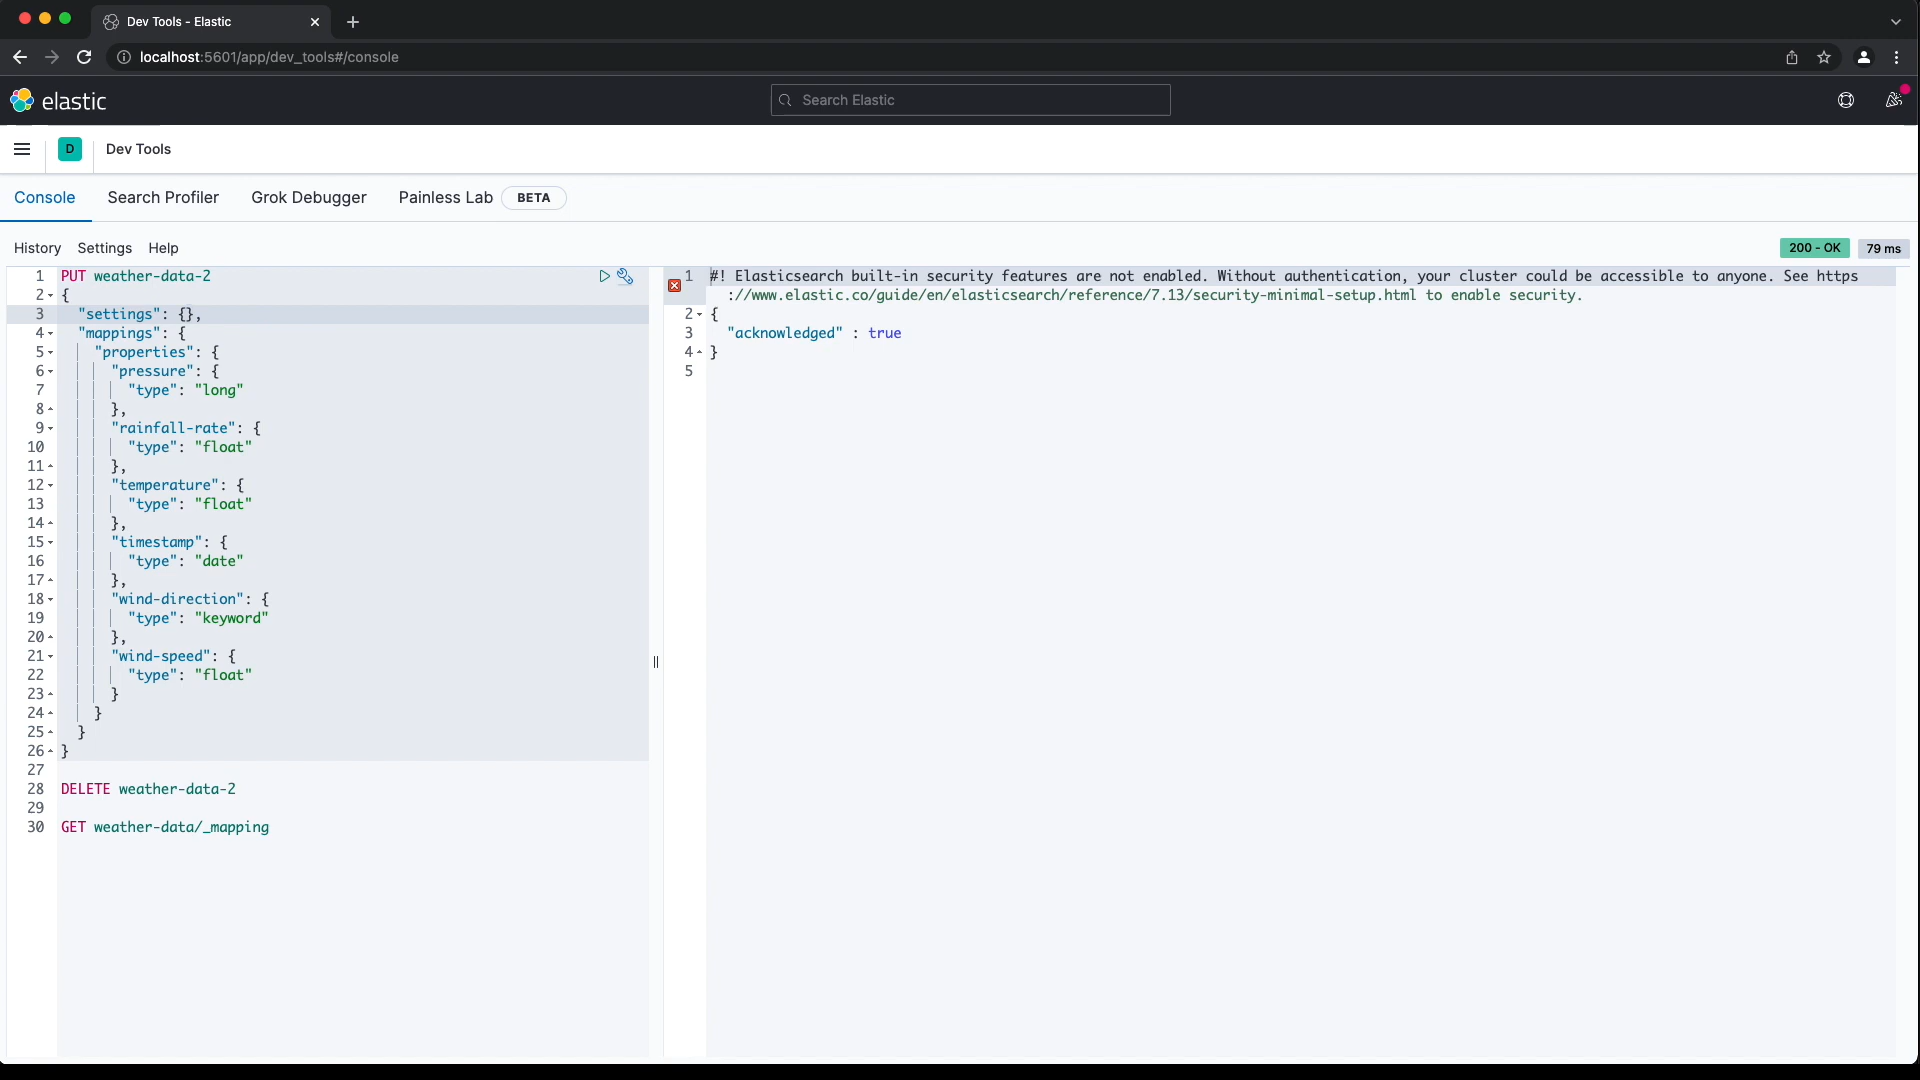 Dev Tools - Elastic
localhost:5601/app/dev_tools#/console
elastic
Search Elastic
D
Dev Tools
Console
Search Profiler
Grok Debugger
Painless Lab
BETA
History
Settings
Help
200 - OK
79 ms
1 PUT weather-data-2
2 {
3 "settings": {},
4 "mappings": {
5 "properties": {
6 "pressure": {
7 "type": "long"
8 },
9 "rainfall-rate": {
10 "type": "float"
11 },
12 "temperature": {
13 "type": "float"
14 },
15 "timestamp": {
16 "type": "date"
17 },
18 "wind-direction": {
19 "type": "keyword"
20 },
21 "wind-speed": {
22 "type": "float"
23 }
24 }
25 }
26 }
27
28 DELETE weather-data-2
29
30 GET weather-data/_mapping
1 #! Elasticsearch built-in security features are not enabled. Without authentication, your cluster could be accessible to anyone. See https
://www.elastic.co/guide/en/elasticsearch/reference/7.13/security-minimal-setup.html to enable security.
2 {
3 "acknowledged" : true
4 }
5